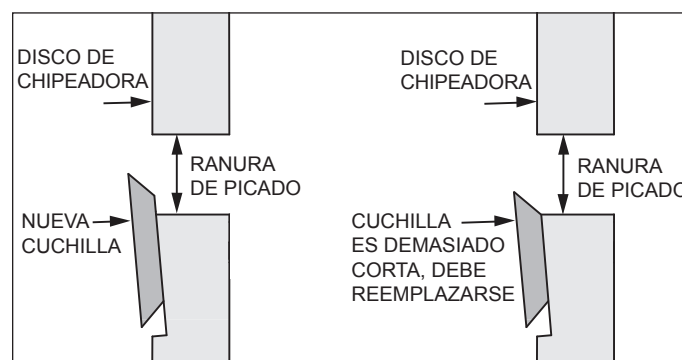 DISCO DE
CHIPEADORA
RANURA
DE PICADO
NUEVA
CUCHILLA
DISCO DE
CHIPEADORA
RANURA
DE PICADO
CUCHILLA
ES DEMASIADO
CORTA, DEBE
REEMPLAZARSE